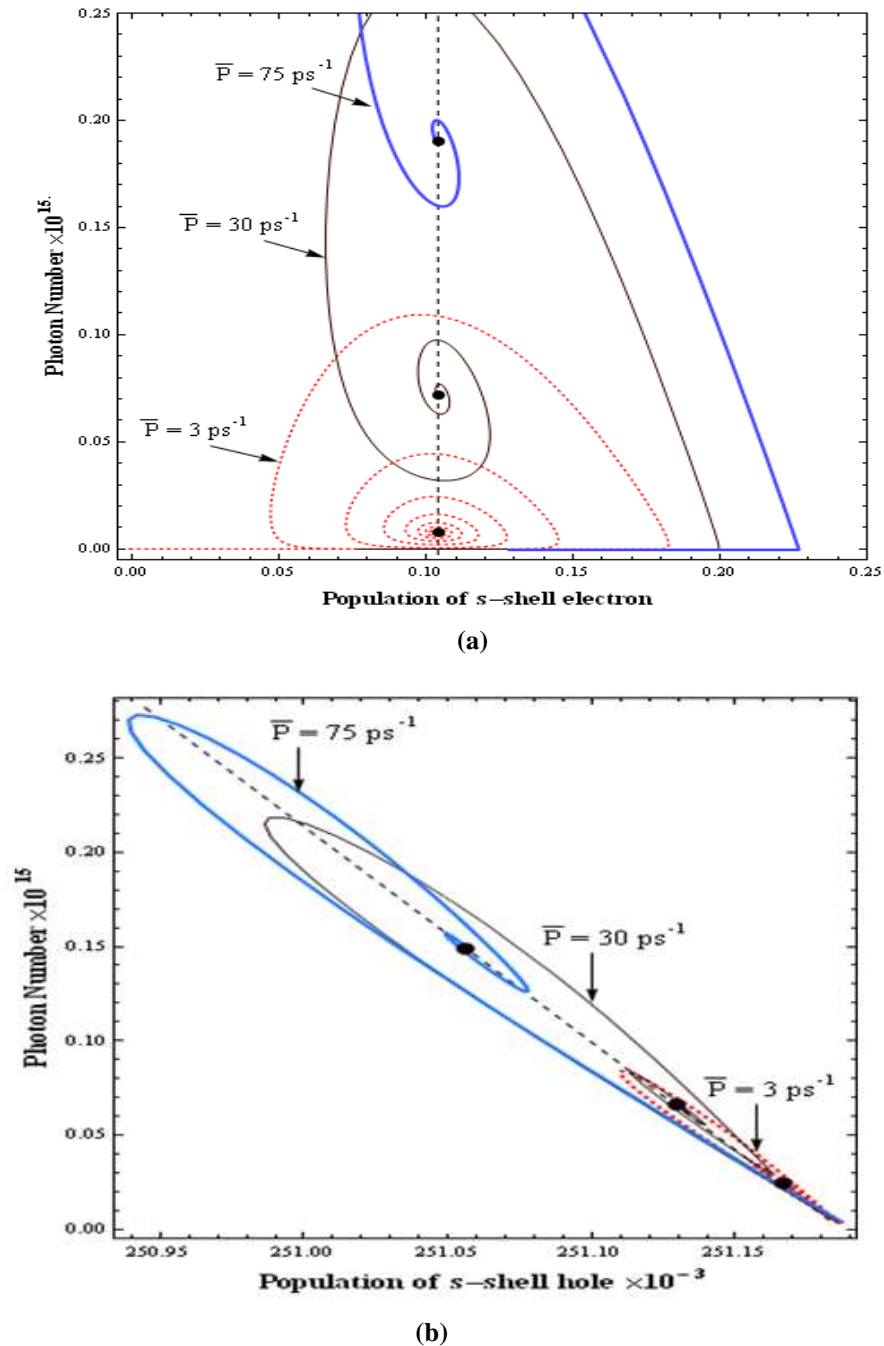 0.25
0.20
0.15
0.10
0.05
0.00
Photon Number ×10^15.
P̅ = 75 ps^-1
P̅ = 30 ps^-1
P̅ = 3 ps^-1
0.00 0.05 0.10 0.15 0.20 0.25
Population of s−shell electron
(a)
0.25
0.20
0.15
0.10
0.05
0.00
Photon Number ×10^15
P̅ = 75 ps^-1
P̅ = 30 ps^-1
P̅ = 3 ps^-1
250.95 251.00 251.05 251.10 251.15
Population of s−shell hole ×10^−3
(b)